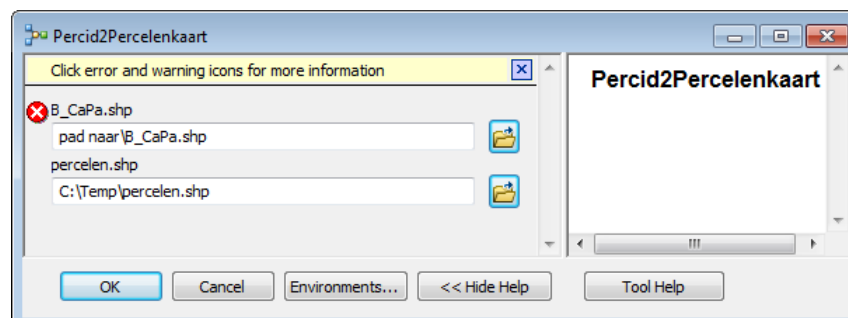 Percid2Percelenkaart
Click error and warning icons for more information
Percid2Percelenkaart
B_CaPa.shp
pad naar\B_CaPa.shp
percelen.shp
C:\Temp\percelen.shp
OK Cancel Environments... << Hide Help Tool Help